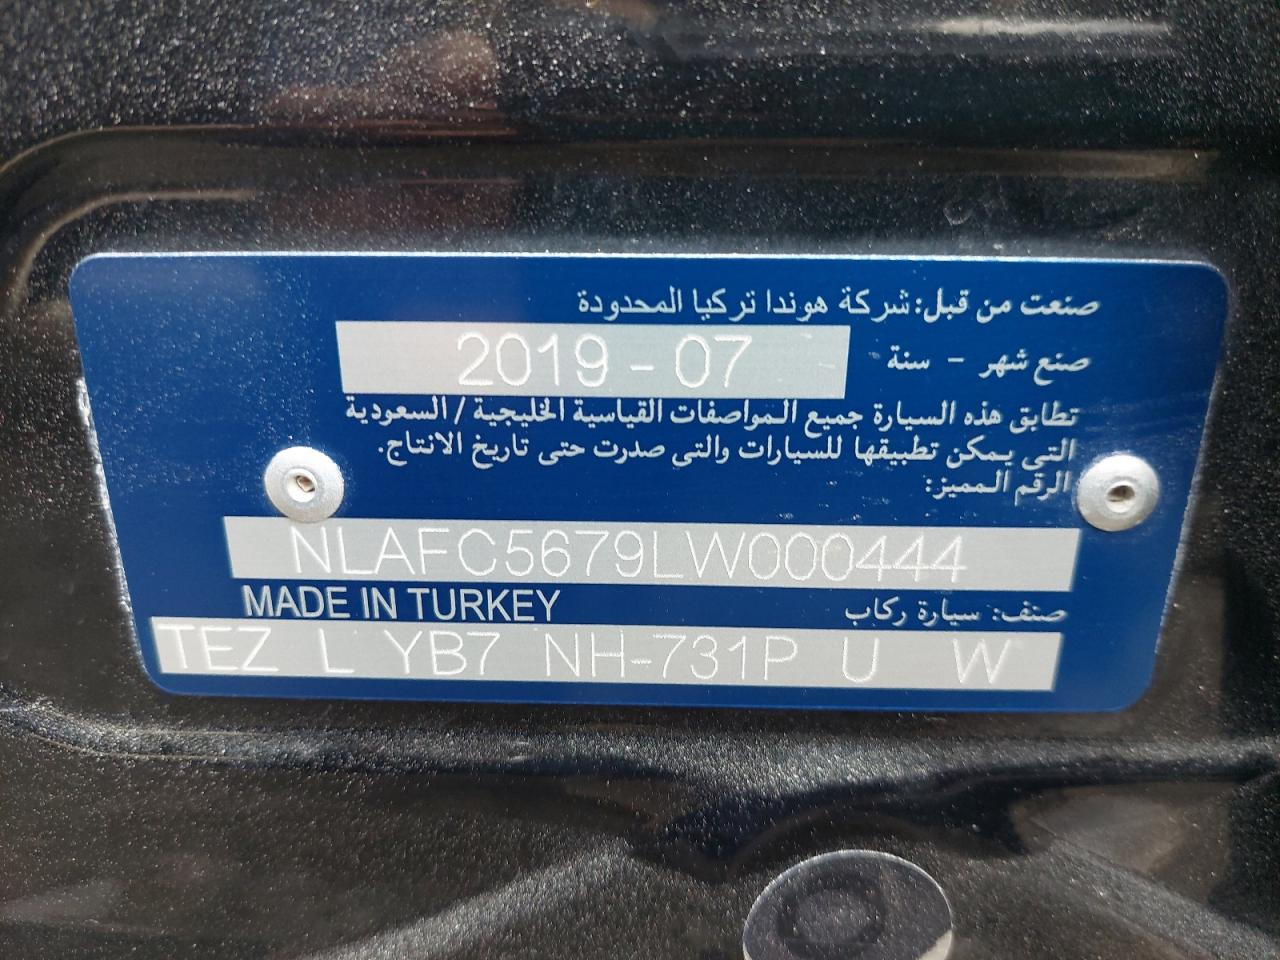 صنعت من قبل: شركة هوندا تركيا المحدودة
صنع شهر - سنة 2019 - 07
تطابق هذه السيارة جميع المواصفات القياسية الخليجية / السعودية
التي يمكن تطبيقها للسيارات والتي صدرت حتى تاريخ الانتاج.
الرقم المميز:
NLAFC5679LW000444
MADE IN TURKEY صنف: سيارة ركاب
TEZ L YB7 NH-731P U W